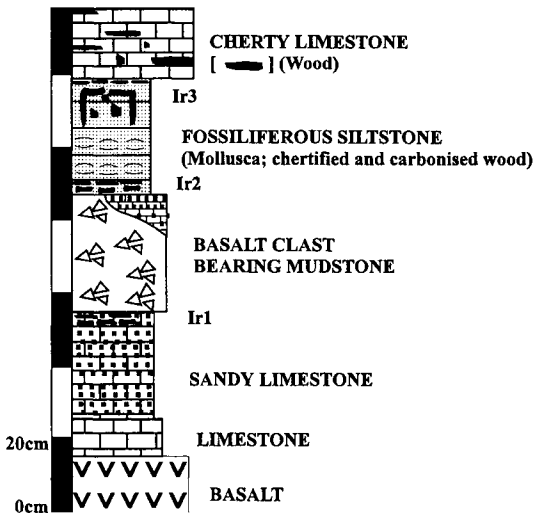 CHERTY LIMESTONE
[ ] (Wood)
Ir3
FOSSILIFEROUS SILTSTONE
(Mollusca; chertified and carbonised wood)
Ir2
BASALT CLAST
BEARING MUDSTONE
Ir1
SANDY LIMESTONE
20cm
LIMESTONE
BASALT
0cm